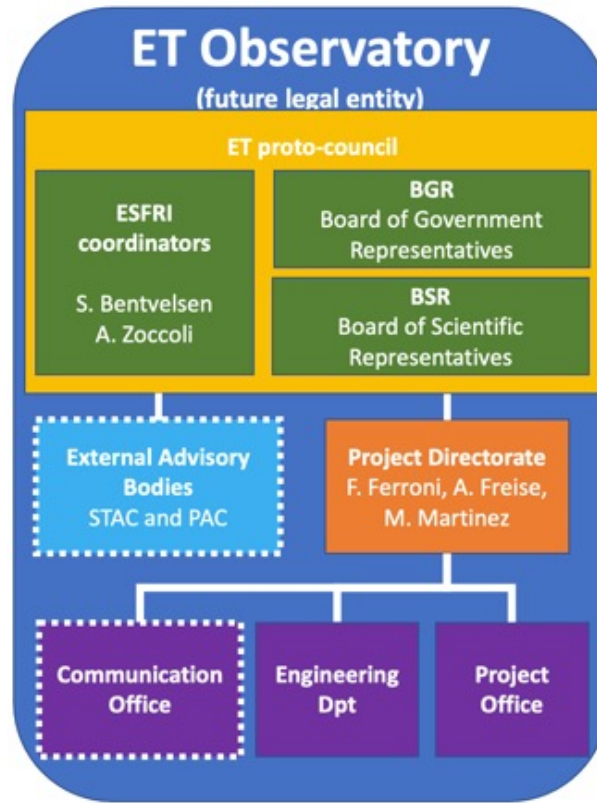 ET Observatory
(future legal entity)
ET proto-council
ESFRI
coordinators
S. Bentvelsen
A. Zoccoli
BGR
Board of Government
Representatives
BSR
Board of Scientific
Representatives
External Advisory
Bodies
STAC and PAC
Project Directorate
F. Ferroni, A. Freise,
M. Martinez
Communication
Office
Engineering
Dpt
Project
Office